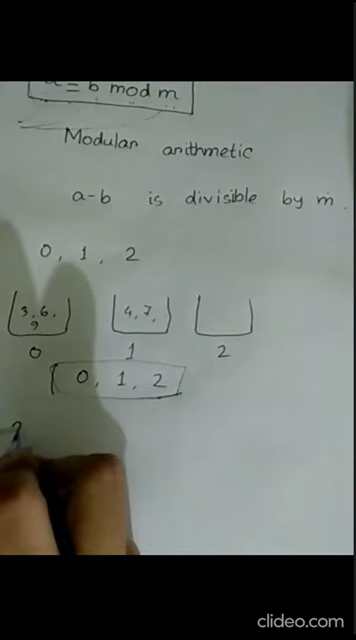 a ≡ b mod m
Modular arithmetic
a-b is divisible by m.
0, 1, 2
3, 6, 4, 7,
9
0 1 2
0, 1, 2
2
clideo.com